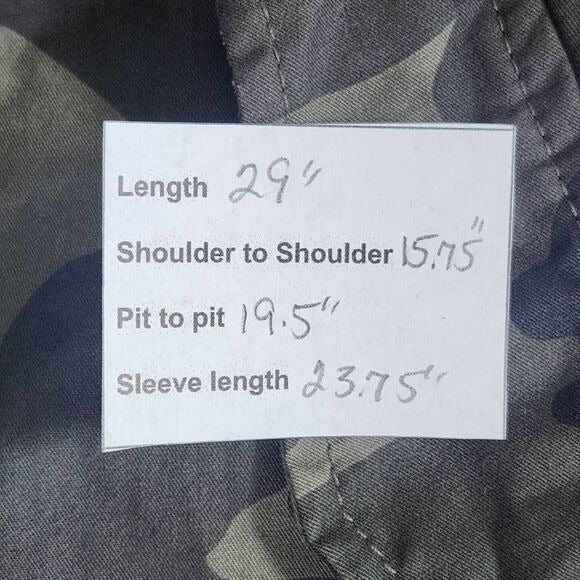 Length 29"
Shoulder to Shoulder 15.75"
Pit to pit 19.5"
Sleeve length 23.75"